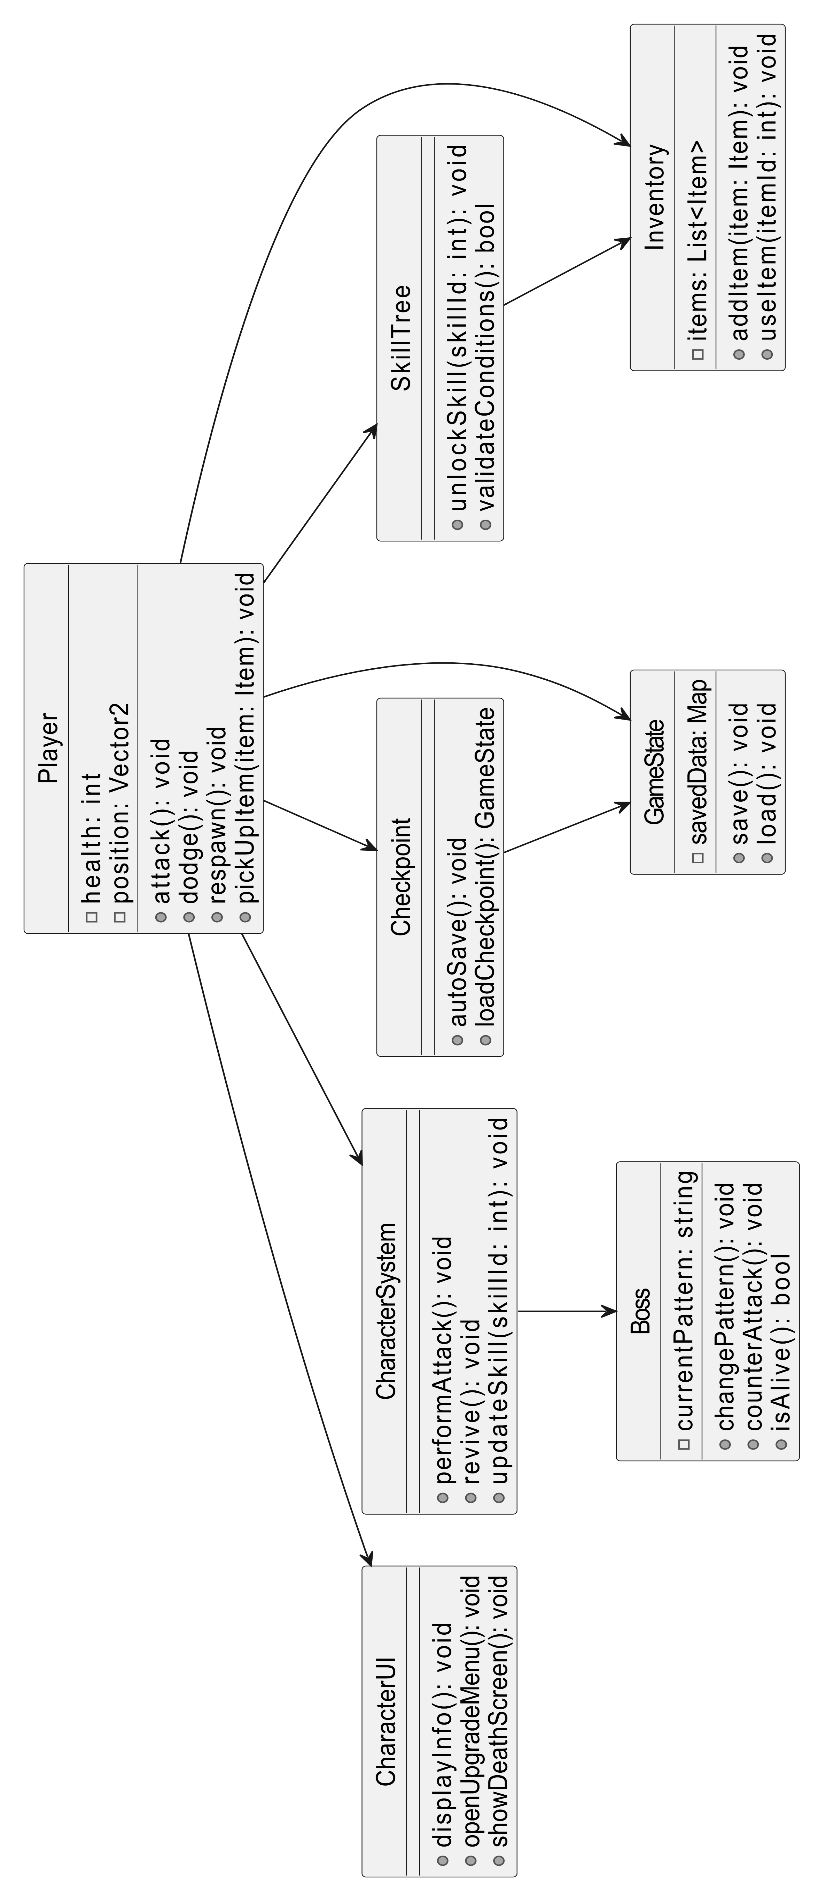 Player
health: int
position: Vector2
attack(): void
dodge(): void
respawn(): void
pickUpItem(item: Item): void
CharacterUI
displayInfo(): void
openUpgradeMenu(): void
showDeathScreen(): void
CharacterSystem
performAttack(): void
revive(): void
updateSkill(skillId: int): void
Checkpoint
autoSave(): void
loadCheckpoint(): GameState
SkillTree
unlockSkill(skillId: int): void
validateConditions(): bool
Boss
currentPattern: string
changePattern(): void
counterAttack(): void
isAlive(): bool
GameState
savedData: Map
save(): void
load(): void
Inventory
items: List<Item>
addItem(item: Item): void
useItem(itemId: int): void